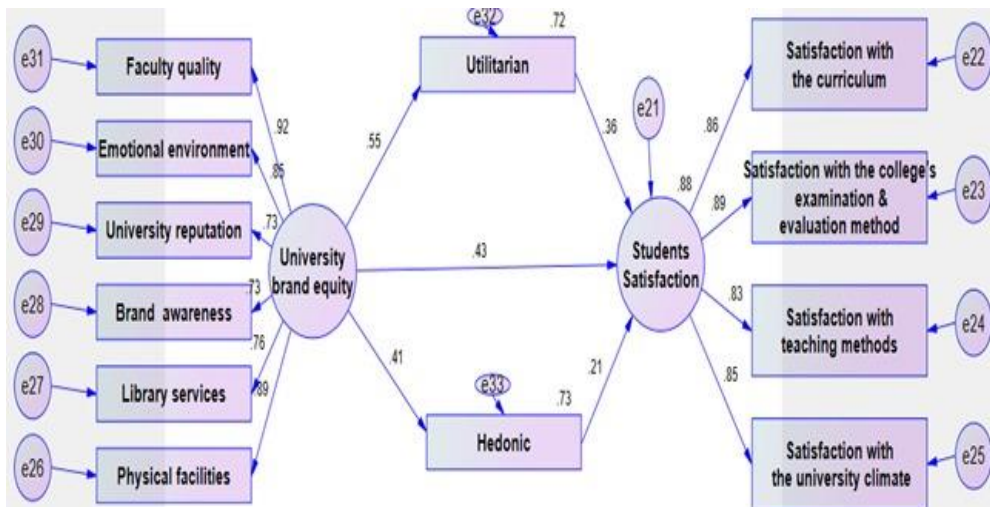 e31
Faculty quality
e30
Emotional environment
e29
University reputation
e28
Brand awareness
e27
Library services
e26
Physical facilities
.92
.85
.73
.73
.76
.89
University
brand equity
.55
.43
.41
e32
.72
Utilitarian
e33
.73
Hedonic
.36
.21
e21
.88
Students
Satisfaction
.86
.89
.83
.85
Satisfaction with
the curriculum
e22
Satisfaction with the college's
examination &
evaluation method
e23
Satisfaction with
teaching methods
e24
Satisfaction with
the university climate
e25